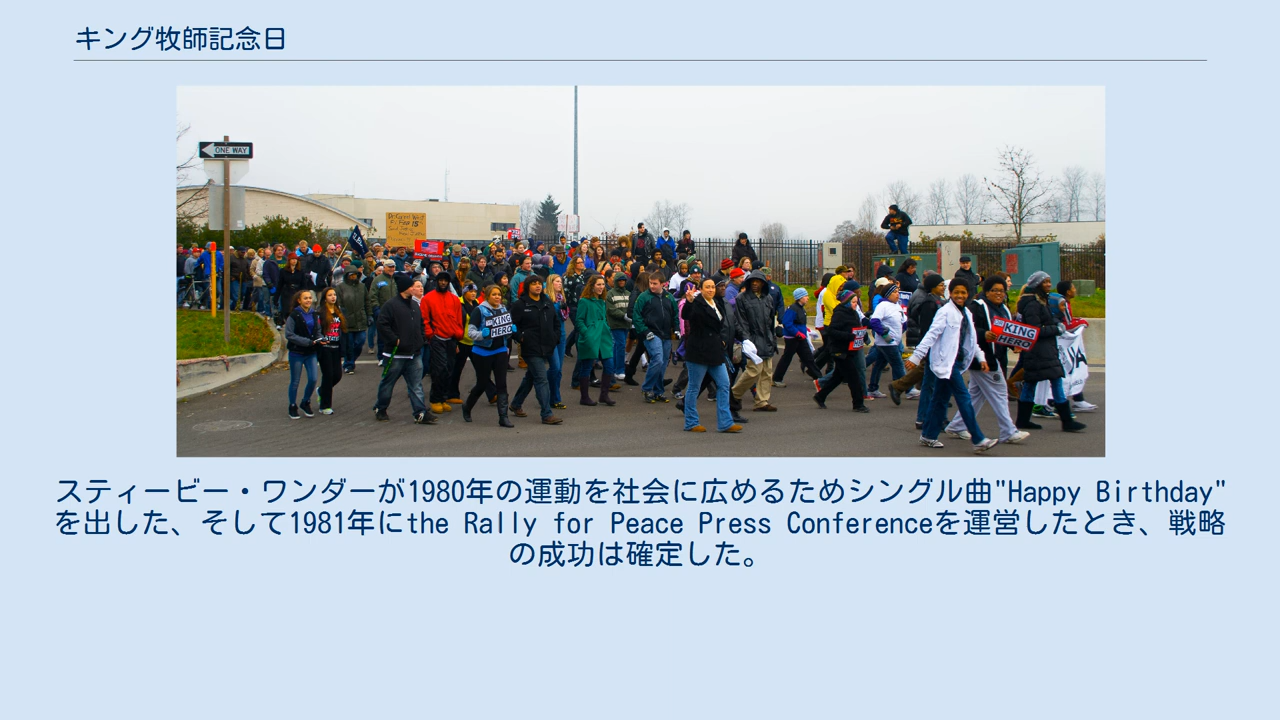 キング牧師記念日
ONE WAY
KING
HERO
KING
HERO
スティービー・ワンダーが1980年の運動を社会に広めるためシングル曲"Happy Birthday"
を出した、そして1981年にthe Rally for Peace Press Conferenceを運営したとき、戦略
の成功は確定した。